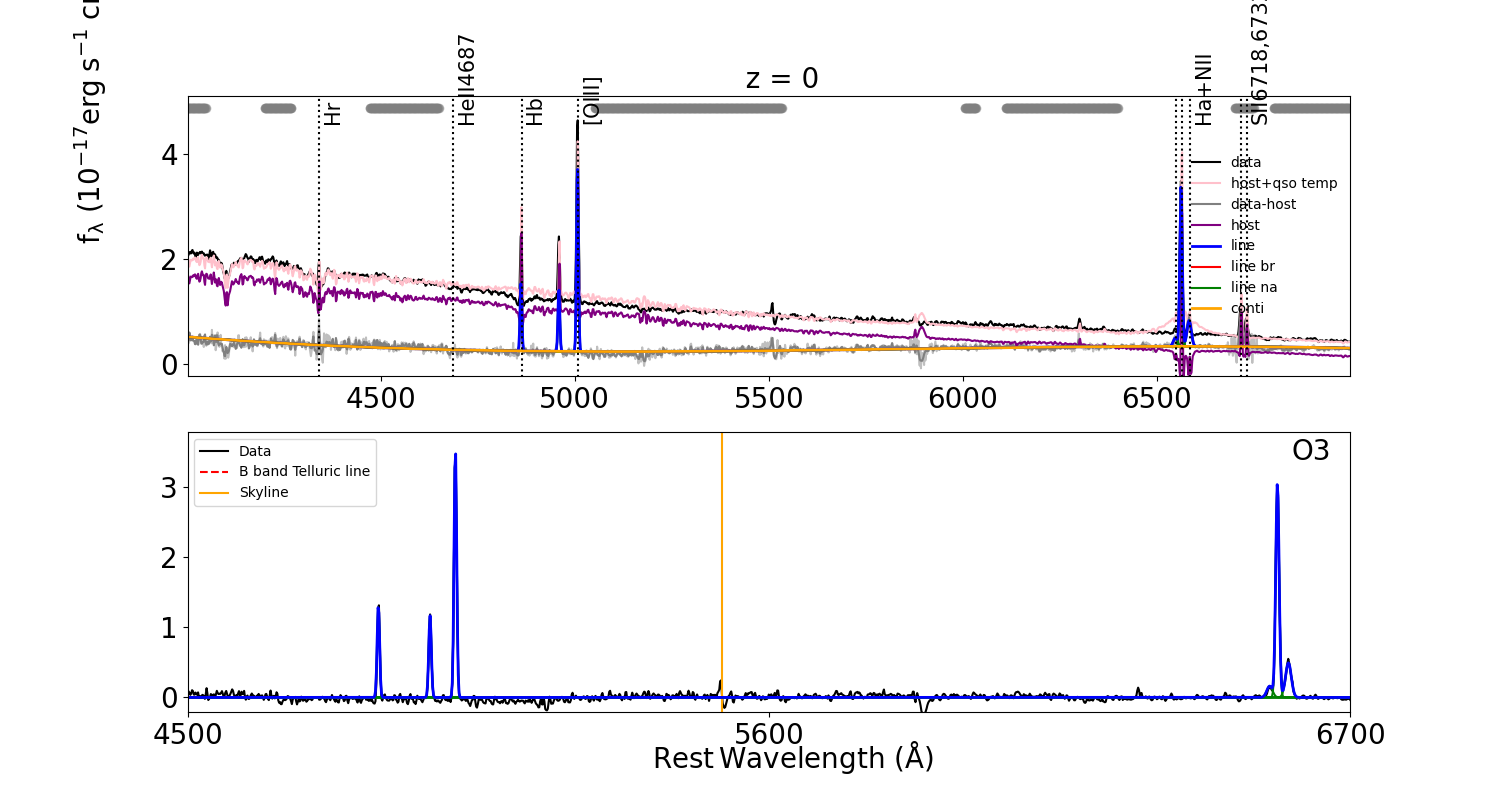 z = 0
f_λ (10^−17 erg s^−1
Hr
HeII4687
Hb
[OIII]
Ha+NII
SII6718,673
data
host+qso temp
data-host
host
line
line br
line na
conti
4
2
0
4500 5000 5500 6000 6500
Data
B band Telluric line
Skyline
O3
3
2
1
0
4500 5600 6700
Rest Wavelength (Å)